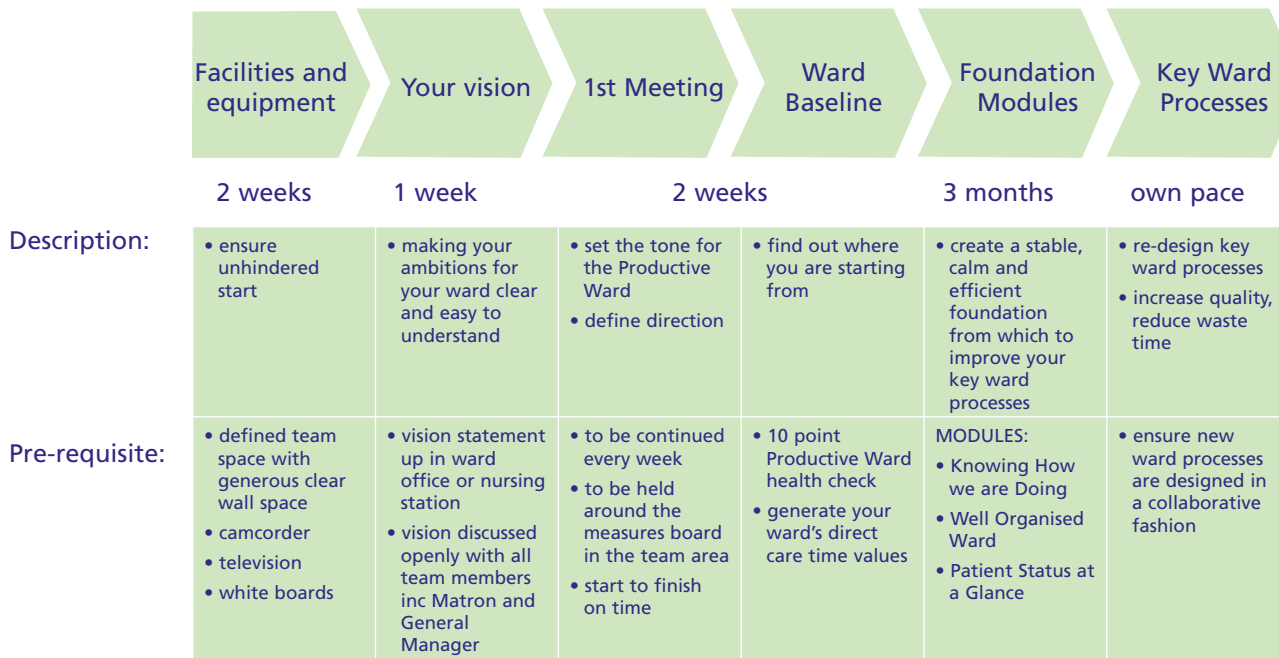 Facilities and
equipment
Your vision
1st Meeting
Ward
Baseline
Foundation
Modules
Key Ward
Processes
2 weeks
1 week
2 weeks
3 months
own pace
Description:
• ensure
unhindered
start
• making your
ambitions for
your ward clear
and easy to
understand
• set the tone for
the Productive
Ward
• define direction
• find out where
you are starting
from
• create a stable,
calm and
efficient
foundation
from which to
improve your
key ward
processes
• re-design key
ward processes
• increase quality,
reduce waste
time
Pre-requisite:
• defined team
space with
generous clear
wall space
• camcorder
• television
• white boards
• vision statement
up in ward
office or nursing
station
• vision discussed
openly with all
team members
inc Matron and
General
Manager
• to be continued
every week
• to be held
around the
measures board
in the team area
• start to finish
on time
• 10 point
Productive Ward
health check
• generate your
ward's direct
care time values
MODULES:
• Knowing How
we are Doing
• Well Organised
Ward
• Patient Status at
a Glance
• ensure new
ward processes
are designed in
a collaborative
fashion